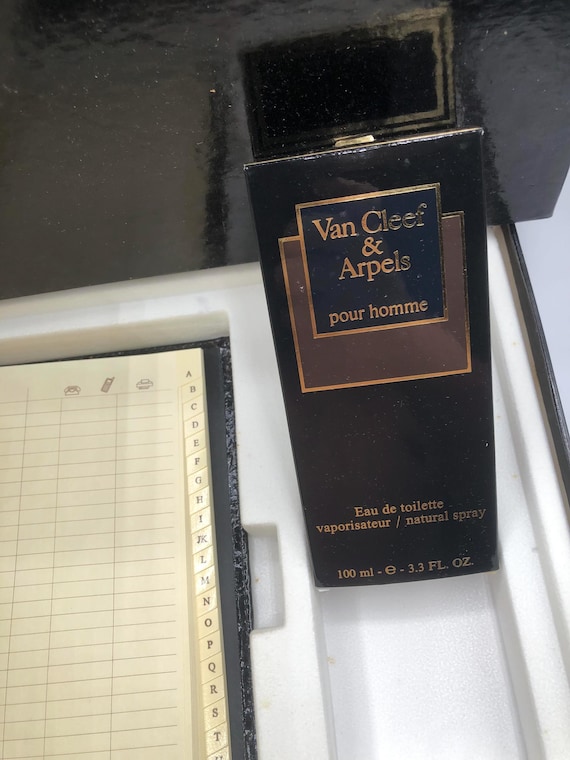 Van Cleef
&
Arpels
pour homme
Eau de toilette
vaporisateur / natural spray
100 ml - e - 3.3 FL. OZ.
A
B
C
D
E
F
G
H
I
JK
L
M
N
O
P
Q
R
S
T